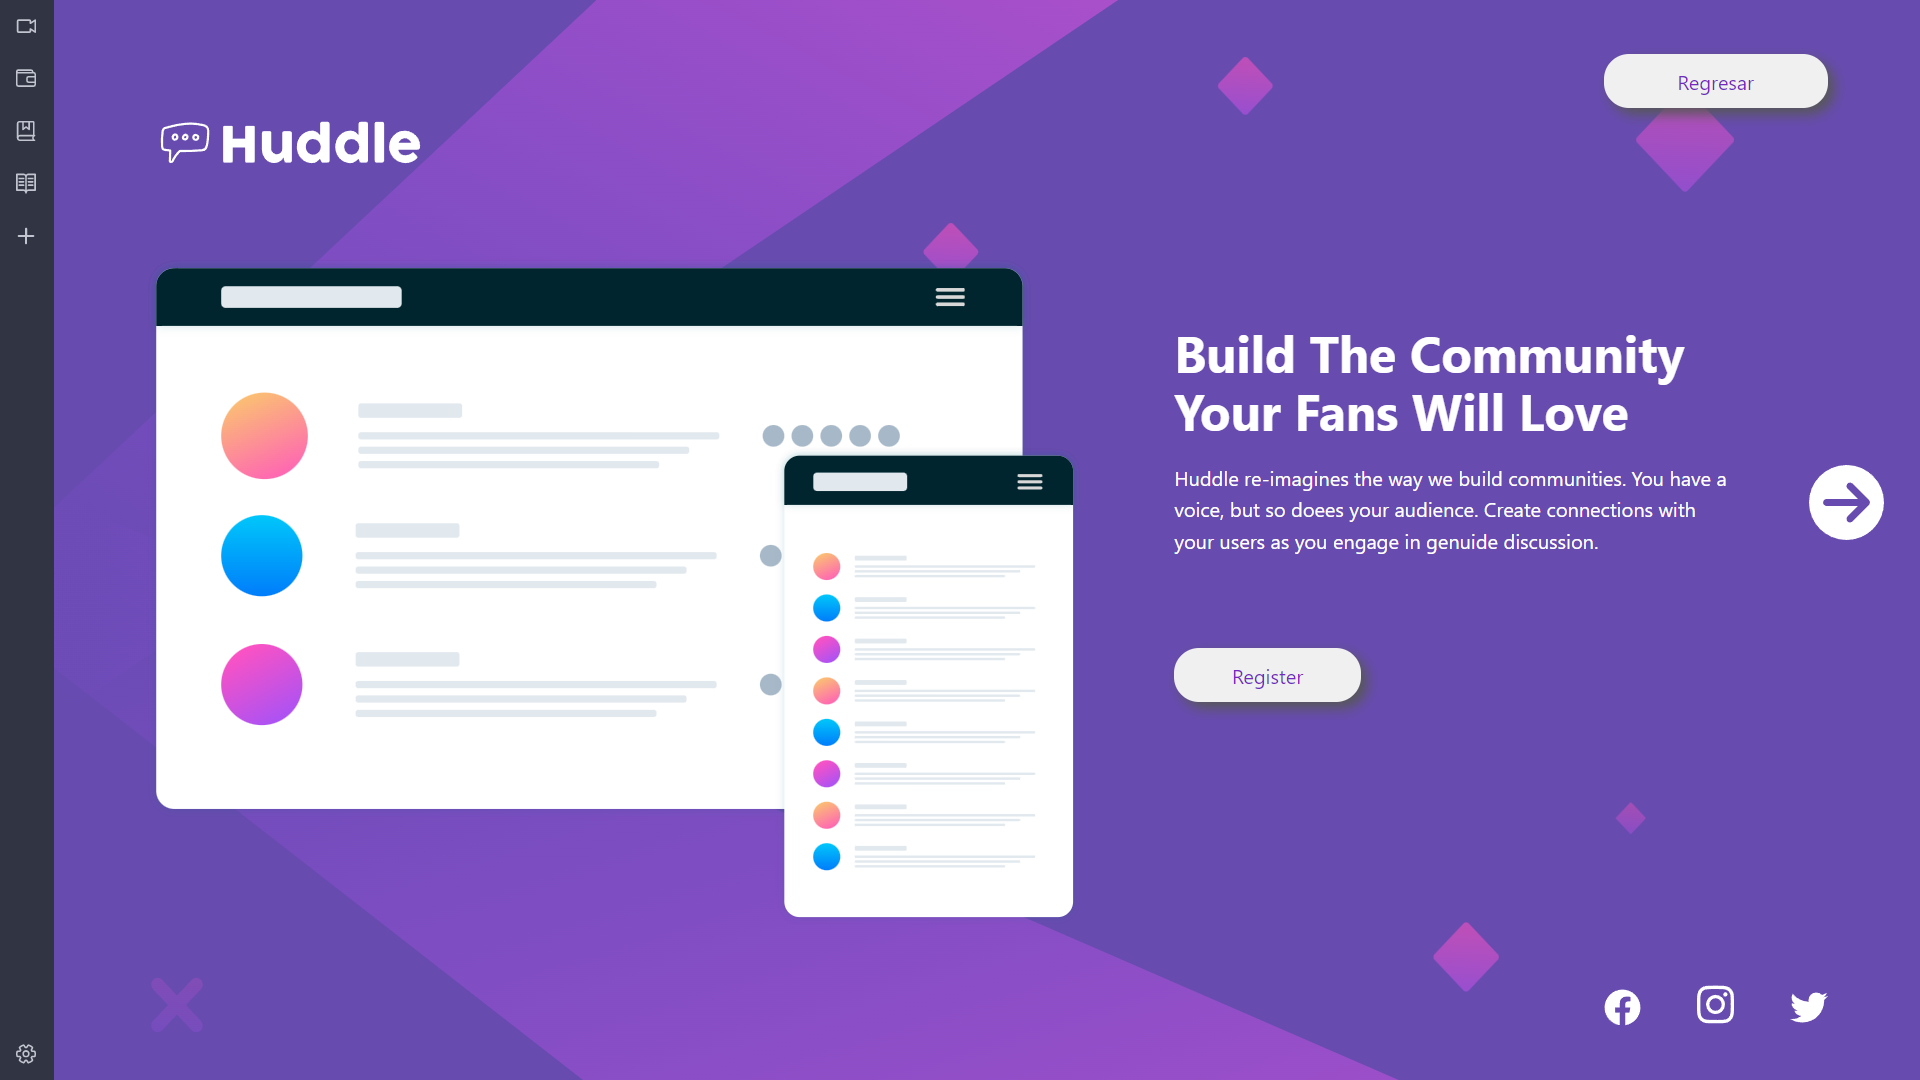 Regresar
Huddle
Build The Community
Your Fans Will Love
Huddle re-imagines the way we build communities. You have a
voice, but so doees your audience. Create connections with
your users as you engage in genuide discussion.
Register